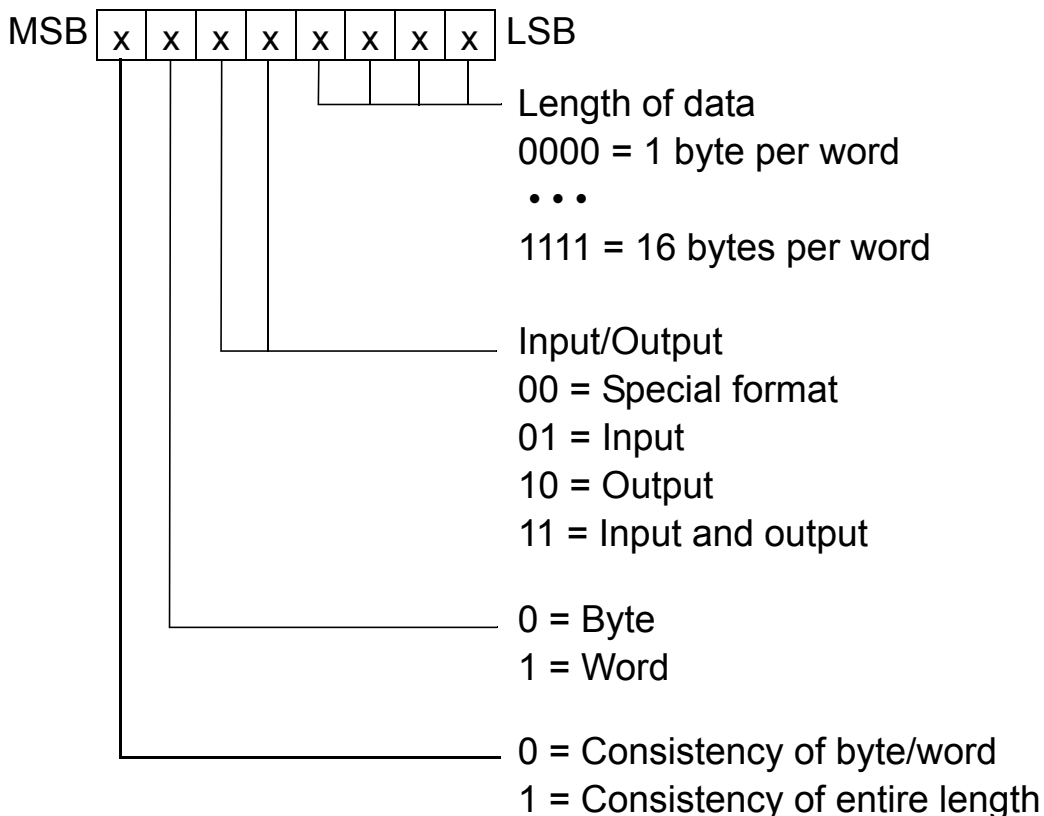 MSB x x x x x x x x LSB
Length of data
0000 = 1 byte per word
• • •
1111 = 16 bytes per word
Input/Output
00 = Special format
01 = Input
10 = Output
11 = Input and output
0 = Byte
1 = Word
0 = Consistency of byte/word
1 = Consistency of entire length